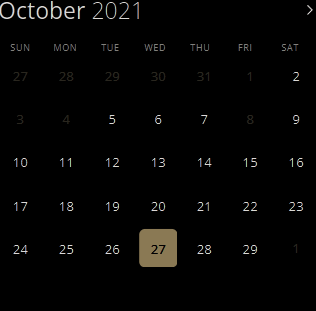 October 2021
SUN MON TUE WED THU FRI SAT
27 28 29 30 31 1 2
3 4 5 6 7 8 9
10 11 12 13 14 15 16
17 18 19 20 21 22 23
24 25 26 27 28 29 1